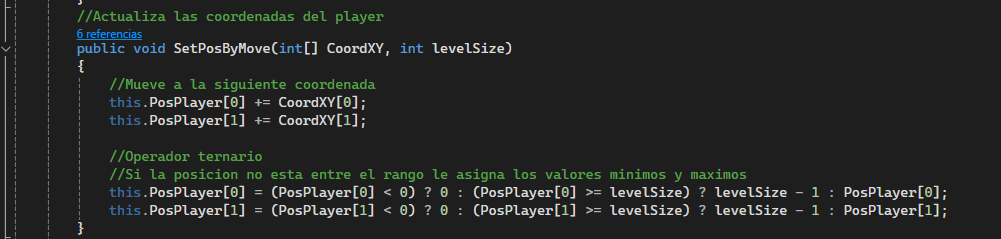 }
//Actualiza las coordenadas del player
6 referencias
public void SetPosByMove(int[] CoordXY, int levelSize)
{
//Mueve a la siguiente coordenada
this.PosPlayer[0] += CoordXY[0];
this.PosPlayer[1] += CoordXY[1];
//Operador ternario
//Si la posicion no esta entre el rango le asigna los valores minimos y maximos
this.PosPlayer[0] = (PosPlayer[0] < 0) ? 0 : (PosPlayer[0] >= levelSize) ? levelSize - 1 : PosPlayer[0];
this.PosPlayer[1] = (PosPlayer[1] < 0) ? 0 : (PosPlayer[1] >= levelSize) ? levelSize - 1 : PosPlayer[1];
}